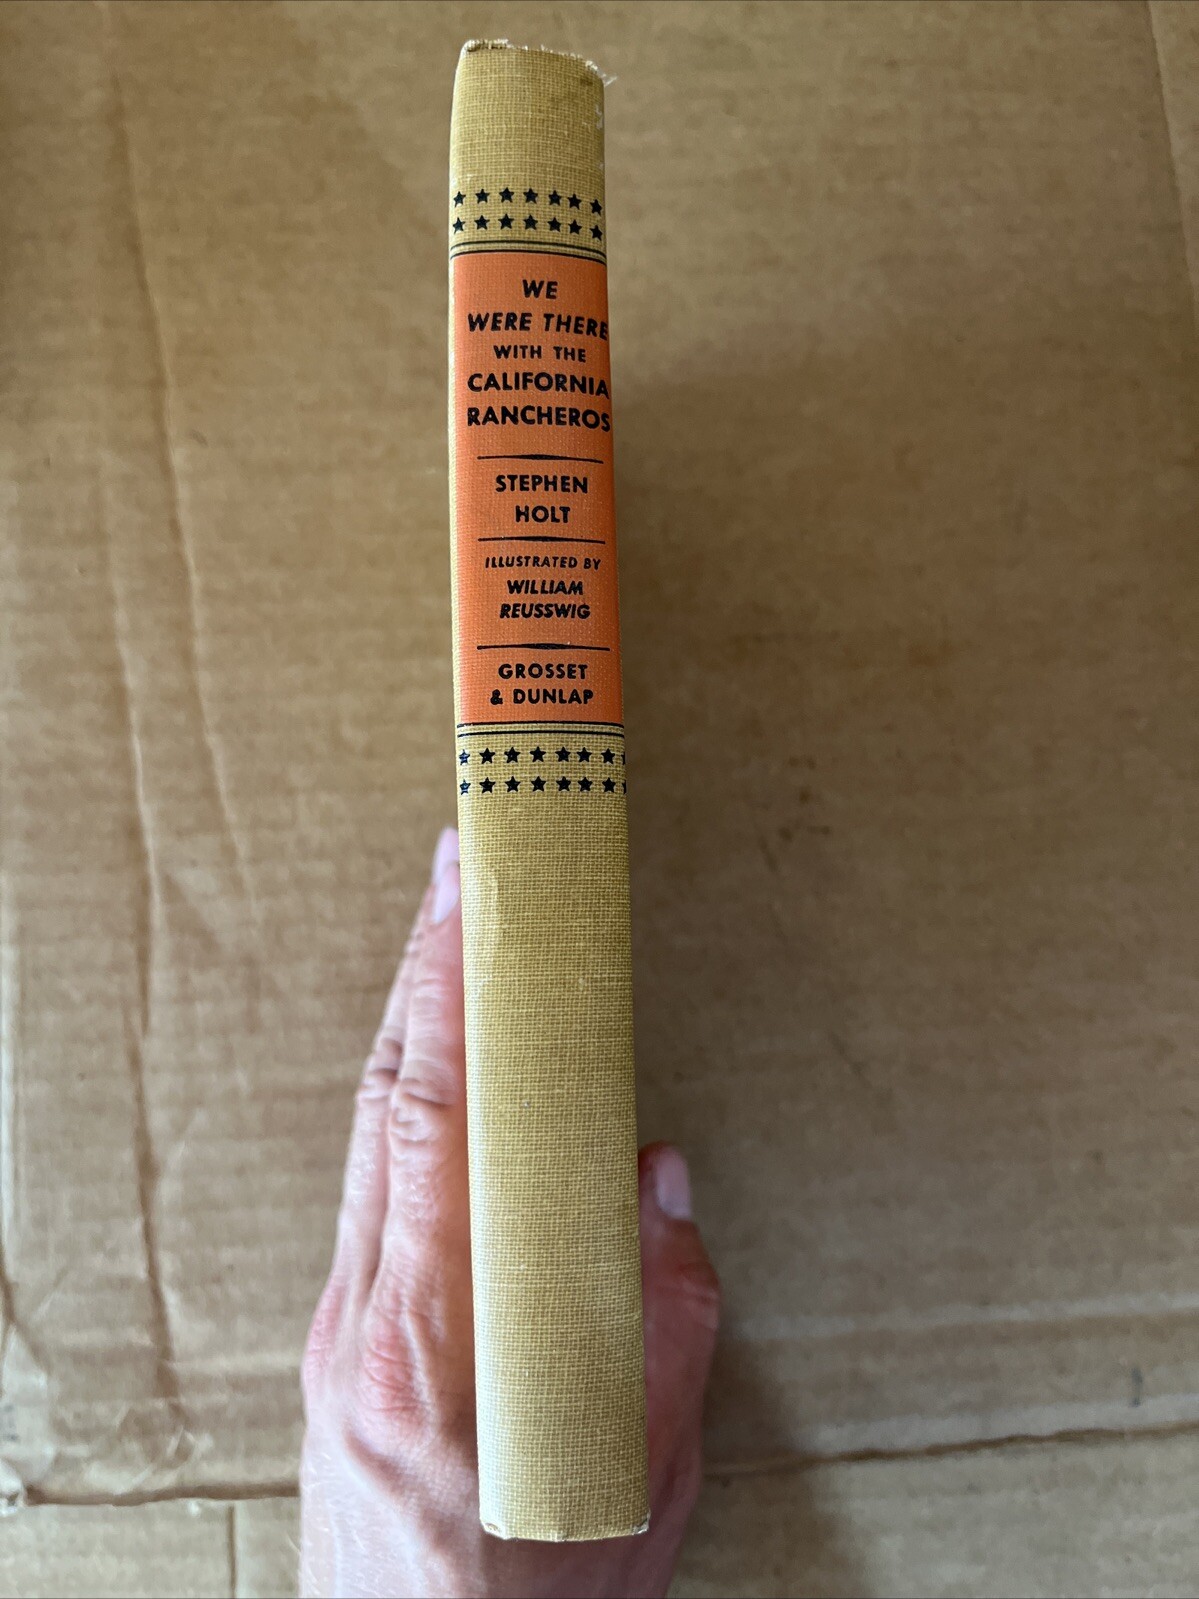 WE
WERE THERE
WITH THE
CALIFORNIA
RANCHEROS
STEPHEN
HOLT
ILLUSTRATED BY
WILLIAM
REUSSWIG
GROSSET
& DUNLAP